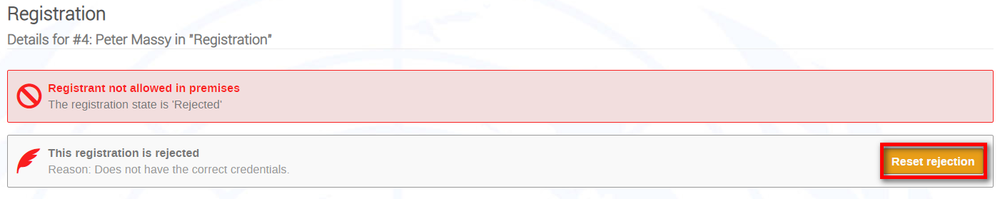 Registration
Details for #4: Peter Massy in "Registration"
Registrant not allowed in premises
The registration state is 'Rejected'
This registration is rejected
Reason: Does not have the correct credentials.
Reset rejection